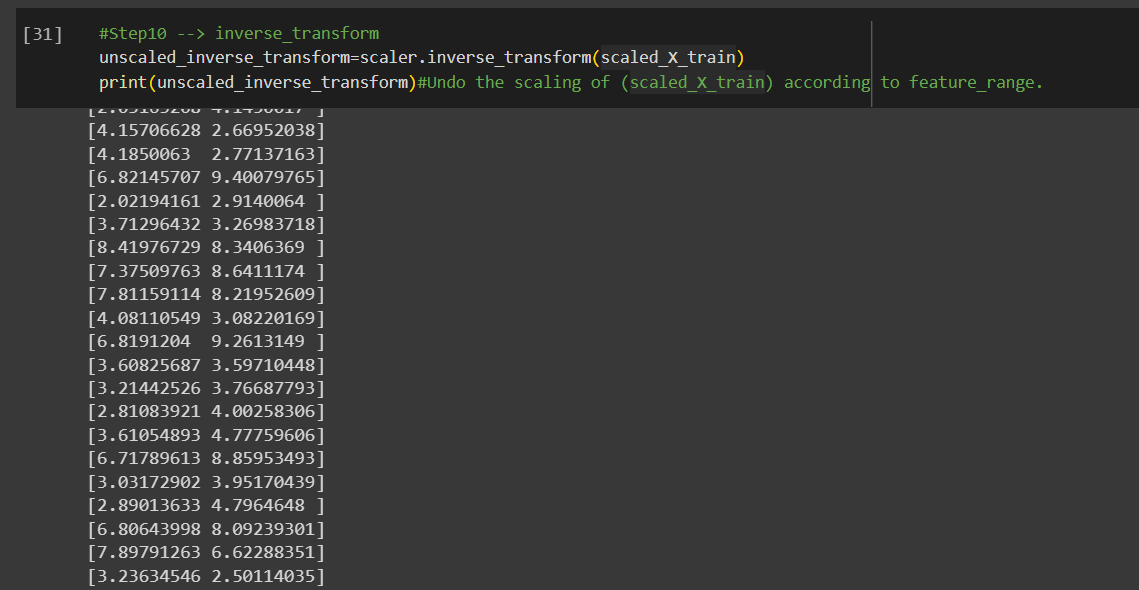 [31] #Step10 --> inverse_transform
unscaled_inverse_transform=scaler.inverse_transform(scaled_X_train)
print(unscaled_inverse_transform)#Undo the scaling of (scaled_X_train) according to feature_range.
[4.15706628 2.66952038]
[4.1850063  2.77137163]
[6.82145707 9.40079765]
[2.02194161 2.9140064 ]
[3.71296432 3.26983718]
[8.41976729 8.3406369 ]
[7.37509763 8.6411174 ]
[7.81159114 8.21952609]
[4.08110549 3.08220169]
[6.8191204  9.2613149 ]
[3.60825687 3.59710448]
[3.21442526 3.76687793]
[2.81083921 4.00258306]
[3.61054893 4.77759606]
[6.71789613 8.85953493]
[3.03172902 3.95170439]
[2.89013633 4.7964648 ]
[6.80643998 8.09239301]
[7.89791263 6.62288351]
[3.23634546 2.50114035]